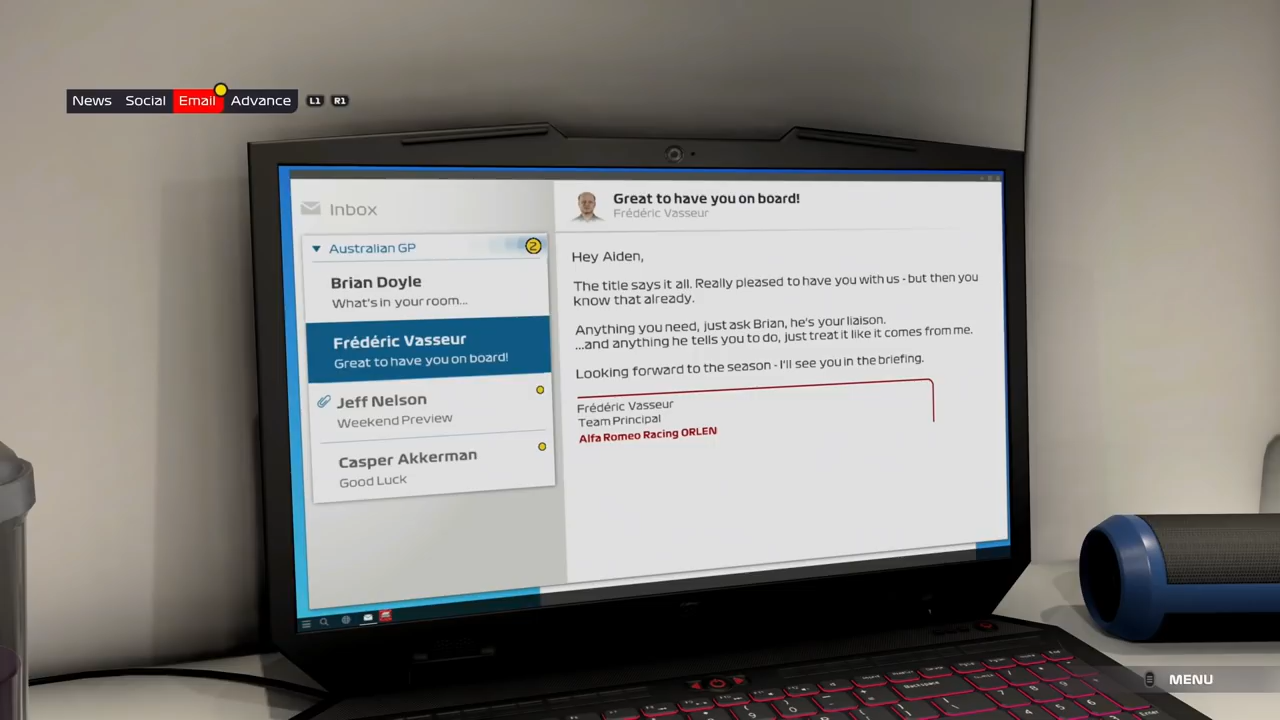 News Social Email Advance L1 R1
Inbox
Australian GP 2
Brian Doyle
What's in your room...
Frédéric Vasseur
Great to have you on board!
Jeff Nelson
Weekend Preview
Casper Akkerman
Good Luck
Great to have you on board!
Frédéric Vasseur
Hey Aiden,
The title says it all. Really pleased to have you with us - but then you
know that already.
Anything you need, just ask Brian, he's your liaison.
...and anything he tells you to do, just treat it like it comes from me.
Looking forward to the season - I'll see you in the briefing.
Frédéric Vasseur
Team Principal
Alfa Romeo Racing ORLEN
MENU